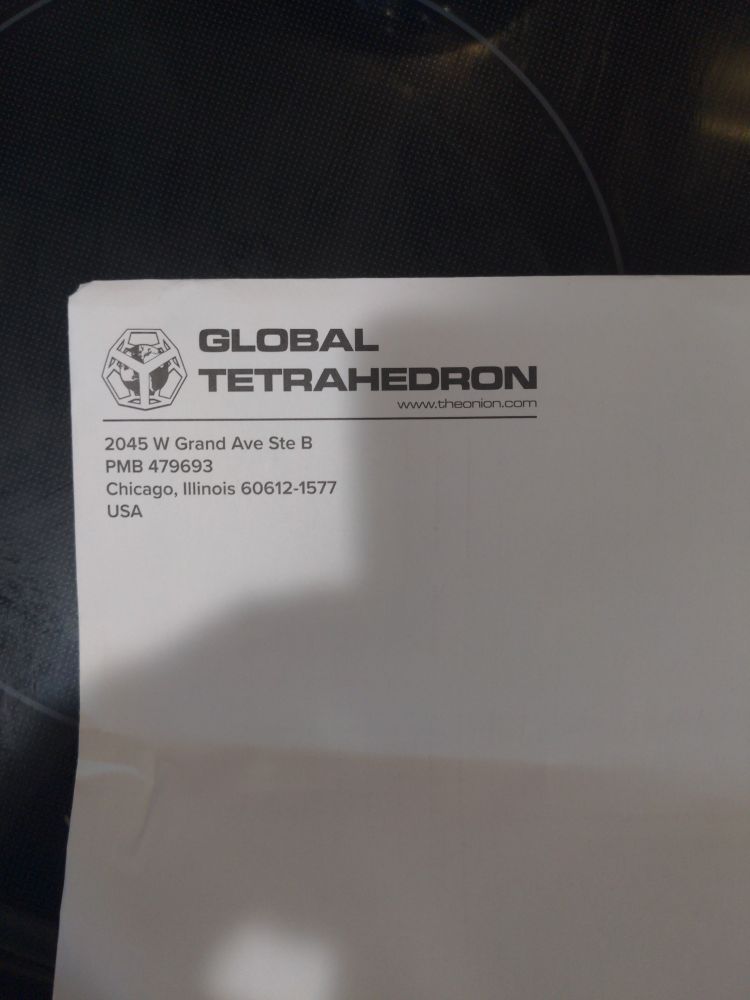 GLOBAL
TETRAHEDRON
www.theonion.com
2045 W Grand Ave Ste B
PMB 479693
Chicago, Illinois 60612-1577
USA